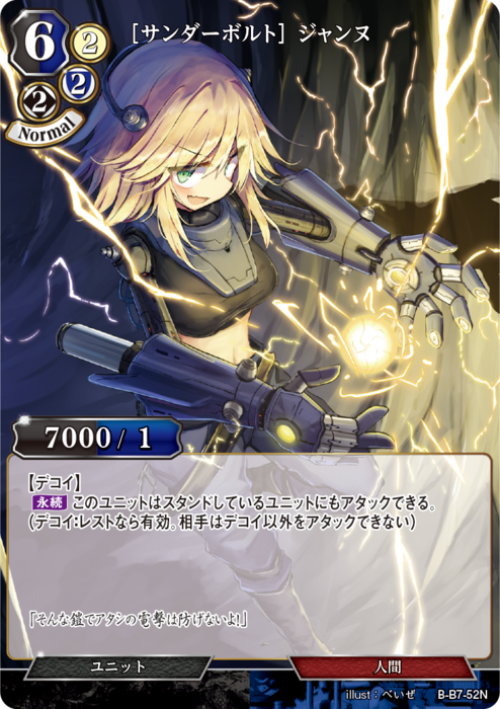 6
[サンダーボルト] ジャンヌ
2
2
2
Normal
7000 / 1
【デコイ】
永続 このユニットはスタンドしているユニットにもアタックできる。
(デコイ:レストなら有効。相手はデコイ以外をアタックできない)
「そんな鎧でアタシの電撃は防げないよ!」
ユニット
人間
illust:べいぜ
B-B7-52N